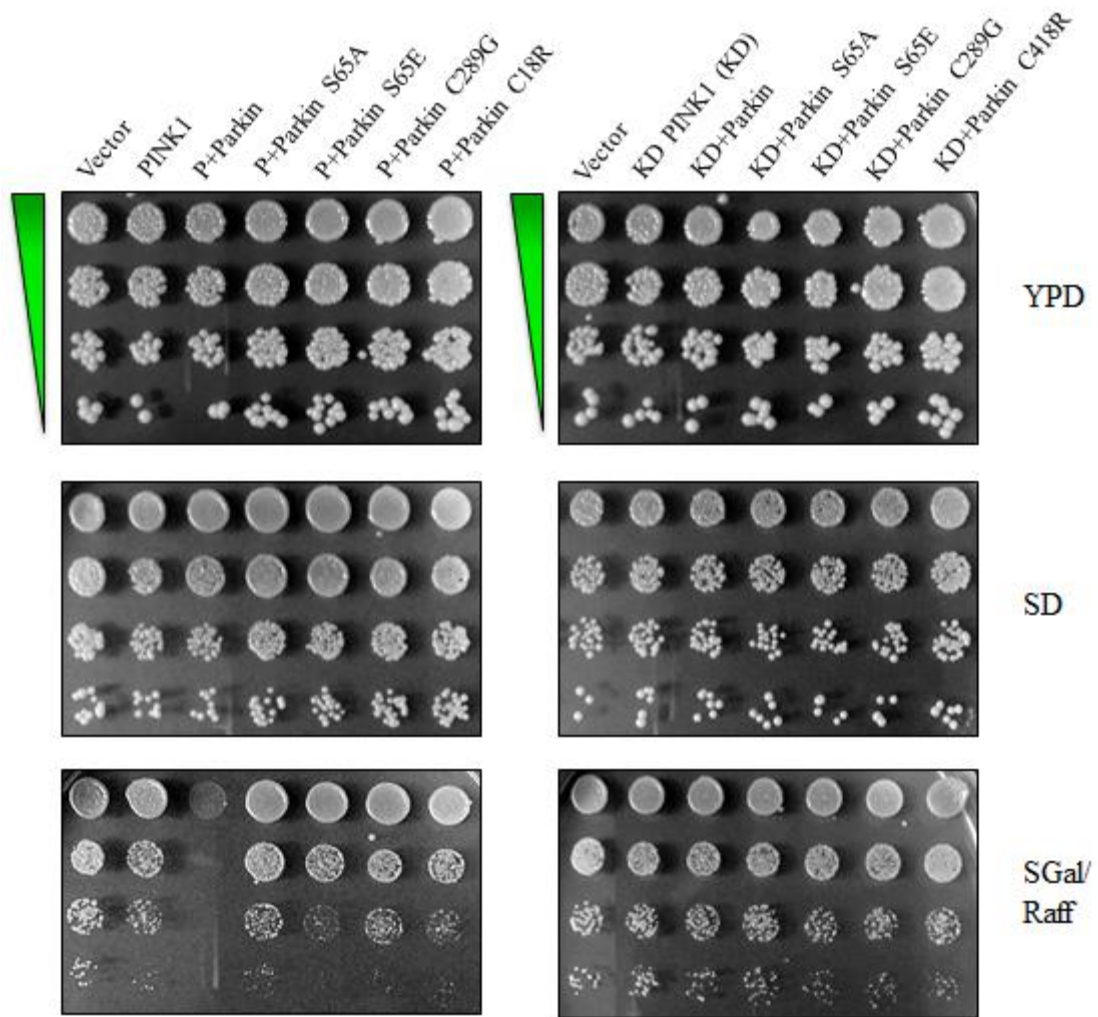 Vector
PINK1
P+Parkin
P+Parkin S65A
P+Parkin S65E
P+Parkin C289G
P+Parkin C18R
Vector
KD PINK1 (KD)
KD+Parkin
KD+Parkin S65A
KD+Parkin S65E
KD+Parkin C289G
KD+Parkin C418R
YPD
SD
SGal/
Raff